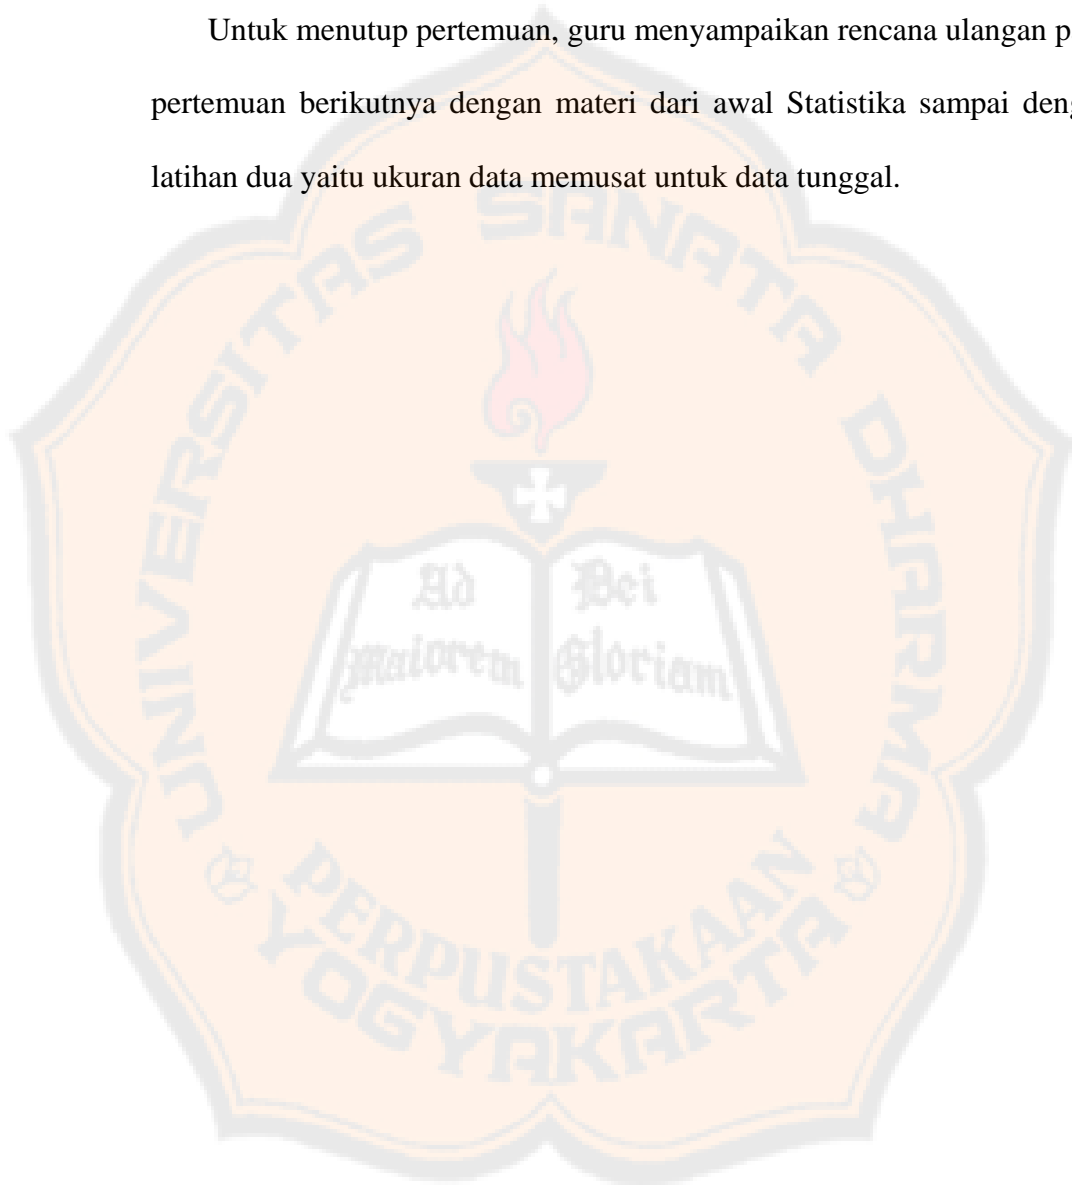 Untuk menutup pertemuan, guru menyampaikan rencana ulangan p
pertemuan berikutnya dengan materi dari awal Statistika sampai deng
latihan dua yaitu ukuran data memusat untuk data tunggal.
UNIVERSITAS SANATA DHARMA
Ad Dei
Maiorem Gloriam
PERPUSTAKAAN
YOGYAKARTA